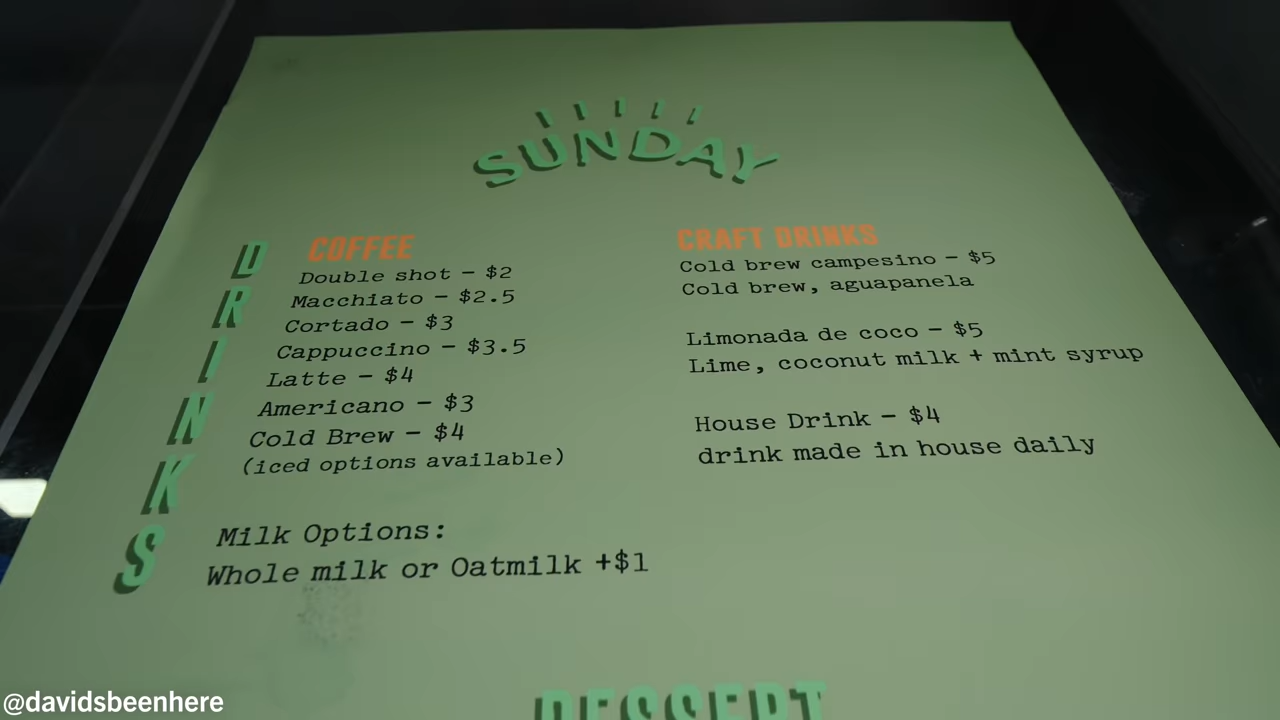 SUNDAY
DRINKS
COFFEE
Double shot – $2
Macchiato – $2.5
Cortado – $3
Cappuccino – $3.5
Latte – $4
Americano – $3
Cold Brew – $4
(iced options available)
Milk Options:
Whole milk or Oatmilk +$1
CRAFT DRINKS
Cold brew campesino – $5
Cold brew, aguapanela
Limonada de coco – $5
Lime, coconut milk + mint syrup
House Drink – $4
drink made in house daily
DESSERT
@davidsbeenhere